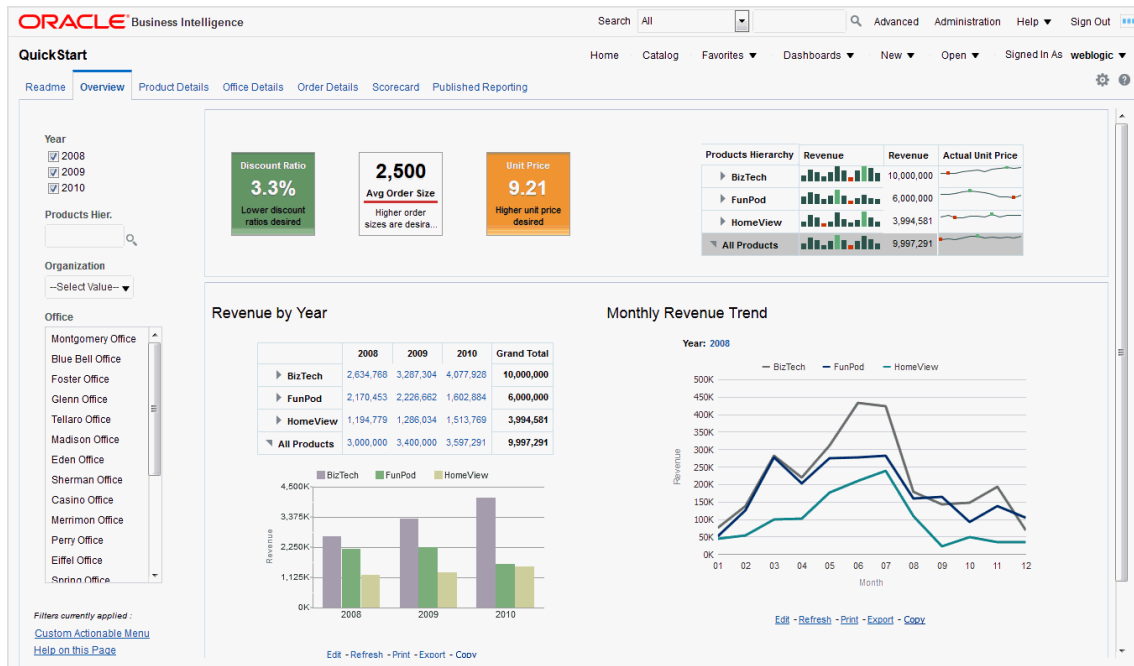 ORACLE Business Intelligence
Search All Advanced Administration Help Sign Out
QuickStart
Home Catalog Favorites Dashboards New Open Signed In As weblogic
Readme Overview Product Details Office Details Order Details Scorecard Published Reporting
Year
2008
2009
2010
Products Hier.
Organization
--Select Value--
Office
Montgomery Office
Blue Bell Office
Foster Office
Glenn Office
Tellaro Office
Madison Office
Eden Office
Sherman Office
Casino Office
Merrimon Office
Perry Office
Eiffel Office
Spring Office
Filters currently applied :
Custom Actionable Menu
Help on this Page
Discount Ratio
3.3%
Lower discount
ratios desired
2,500
Avg Order Size
Higher order
sizes are desira...
Unit Price
9.21
Higher unit price
desired
Products Hierarchy Revenue Revenue Actual Unit Price
BizTech 10,000,000
FunPod 6,000,000
HomeView 3,994,581
All Products 9,997,291
Revenue by Year
2008 2009 2010 Grand Total
BizTech 2,634,768 3,287,304 4,077,928 10,000,000
FunPod 2,170,453 2,226,662 1,602,884 6,000,000
HomeView 1,194,779 1,286,034 1,513,769 3,994,581
All Products 3,000,000 3,400,000 3,597,291 9,997,291
BizTech FunPod HomeView
4,500K
3,375K
2,250K
1,125K
0K
Revenue
2008 2009 2010
Edit - Refresh - Print - Export - Copy
Monthly Revenue Trend
Year: 2008
BizTech FunPod HomeView
500K
450K
400K
350K
300K
250K
200K
150K
100K
50K
0K
Revenue
01 02 03 04 05 06 07 08 09 10 11 12
Month
Edit - Refresh - Print - Export - Copy